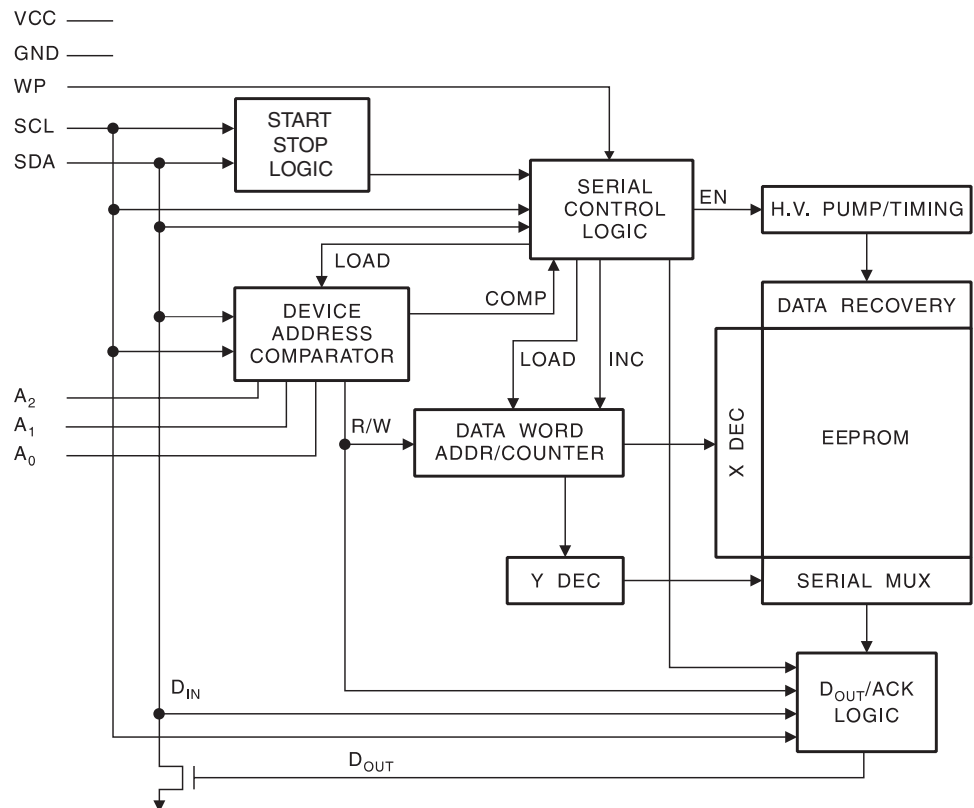 VCC
GND
WP
SCL
SDA
START
STOP
LOGIC
SERIAL
CONTROL
LOGIC
EN
H.V. PUMP/TIMING
LOAD
COMP
DATA RECOVERY
DEVICE
ADDRESS
COMPARATOR
LOAD
INC
A2
A1
A0
R/W
DATA WORD
ADDR/COUNTER
X DEC
EEPROM
Y DEC
SERIAL MUX
DIN
DOUT/ACK
LOGIC
DOUT